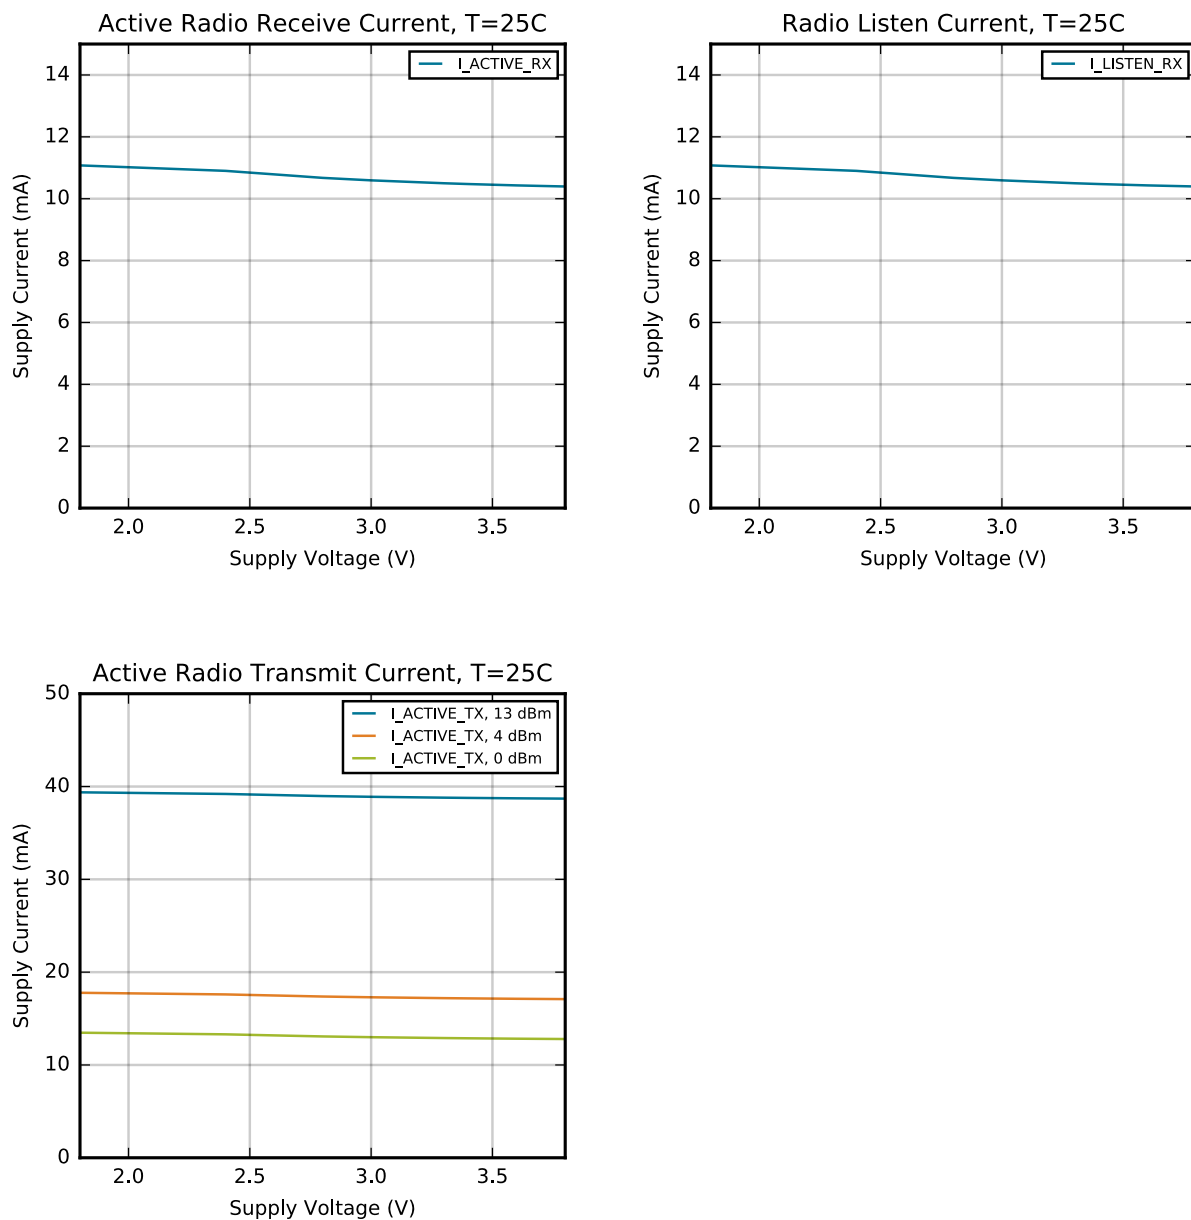 Active Radio Receive Current, T=25C
I_ACTIVE_RX
14
12
10
8
6
4
2
0
Supply Current (mA)
2.0 2.5 3.0 3.5
Supply Voltage (V)
Radio Listen Current, T=25C
I_LISTEN_RX
14
12
10
8
6
4
2
0
Supply Current (mA)
2.0 2.5 3.0 3.5
Supply Voltage (V)
Active Radio Transmit Current, T=25C
I_ACTIVE_TX, 13 dBm
I_ACTIVE_TX, 4 dBm
I_ACTIVE_TX, 0 dBm
50
40
30
20
10
0
Supply Current (mA)
2.0 2.5 3.0 3.5
Supply Voltage (V)